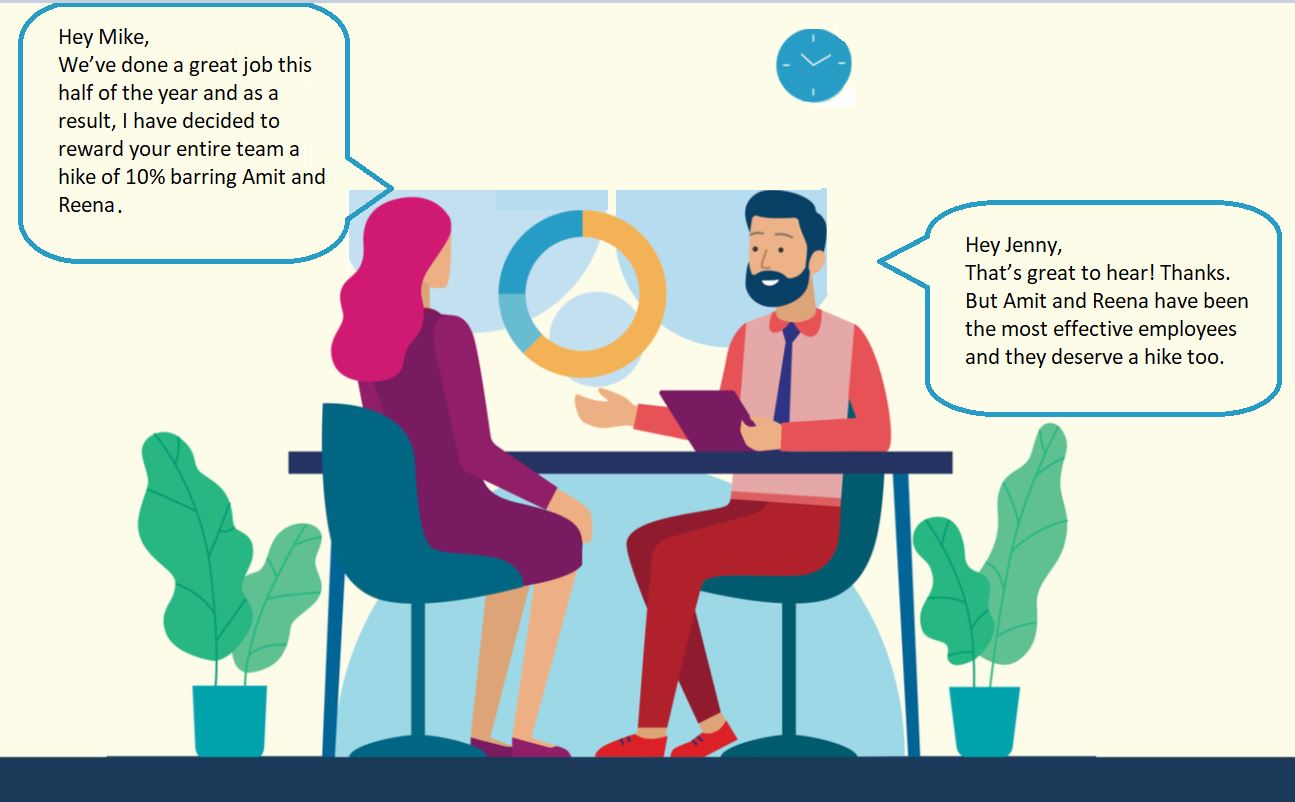 Hey Mike,
We’ve done a great job this
half of the year and as a
result, I have decided to
reward your entire team a
hike of 10% barring Amit and
Reena.
Hey Jenny,
That’s great to hear! Thanks.
But Amit and Reena have been
the most effective employees
and they deserve a hike too.